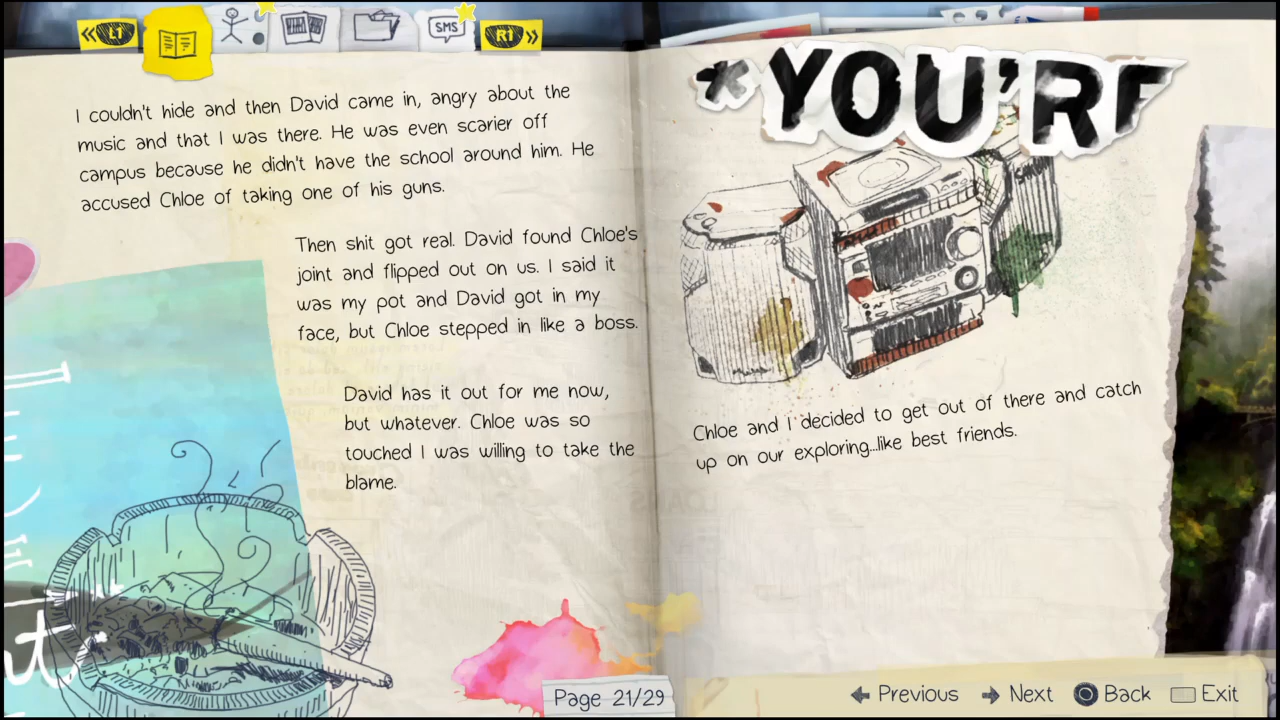 L1
SMS
R1
I couldn't hide and then David came in, angry about the
music and that I was there. He was even scarier off
campus because he didn't have the school around him. He
accused Chloe of taking one of his guns.
Then shit got real. David found Chloe's
joint and flipped out on us. I said it
was my pot and David got in my
face, but Chloe stepped in like a boss.
David has it out for me now,
but whatever. Chloe was so
touched I was willing to take the
blame.
*YOU'RE
Chloe and I decided to get out of there and catch
up on our exploring...like best friends.
Page 21/29
Previous
Next
Back
Exit